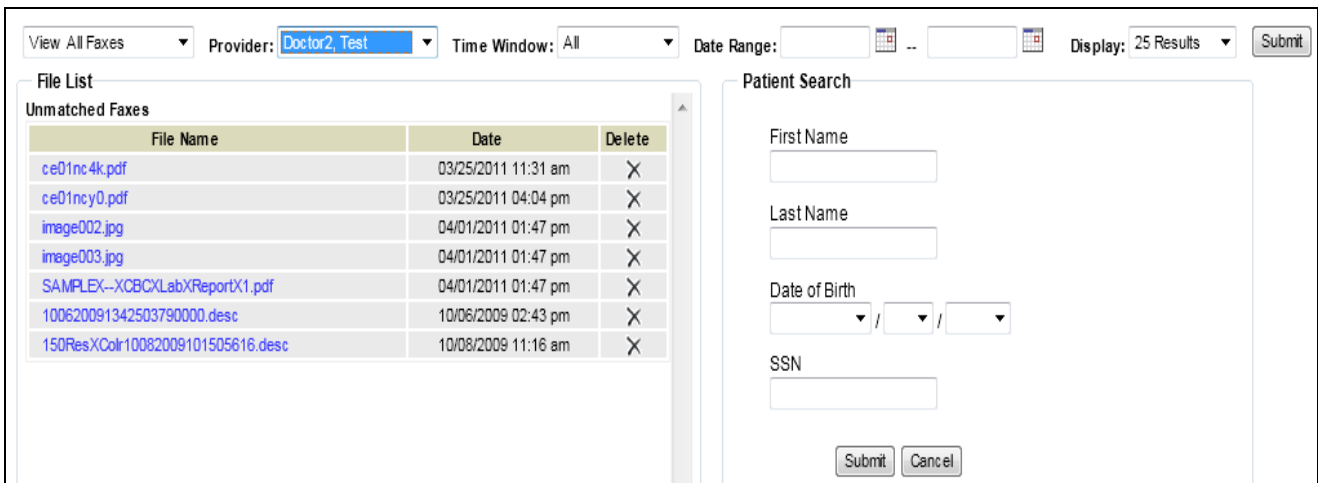 View All Faxes Provider: Doctor2, Test Time Window: All Date Range: -- Display: 25 Results Submit
File List
Unmatched Faxes
File Name Date Delete
ce01nc4k.pdf 03/25/2011 11:31 am X
ce01ncy0.pdf 03/25/2011 04:04 pm X
image002.jpg 04/01/2011 01:47 pm X
image003.jpg 04/01/2011 01:47 pm X
SAMPLEX--XCBCXLabXReportX1.pdf 04/01/2011 01:47 pm X
100620091342503790000.desc 10/06/2009 02:43 pm X
150ResXColr10082009101505616.desc 10/08/2009 11:16 am X
Patient Search
First Name
Last Name
Date of Birth
/ /
SSN
Submit Cancel